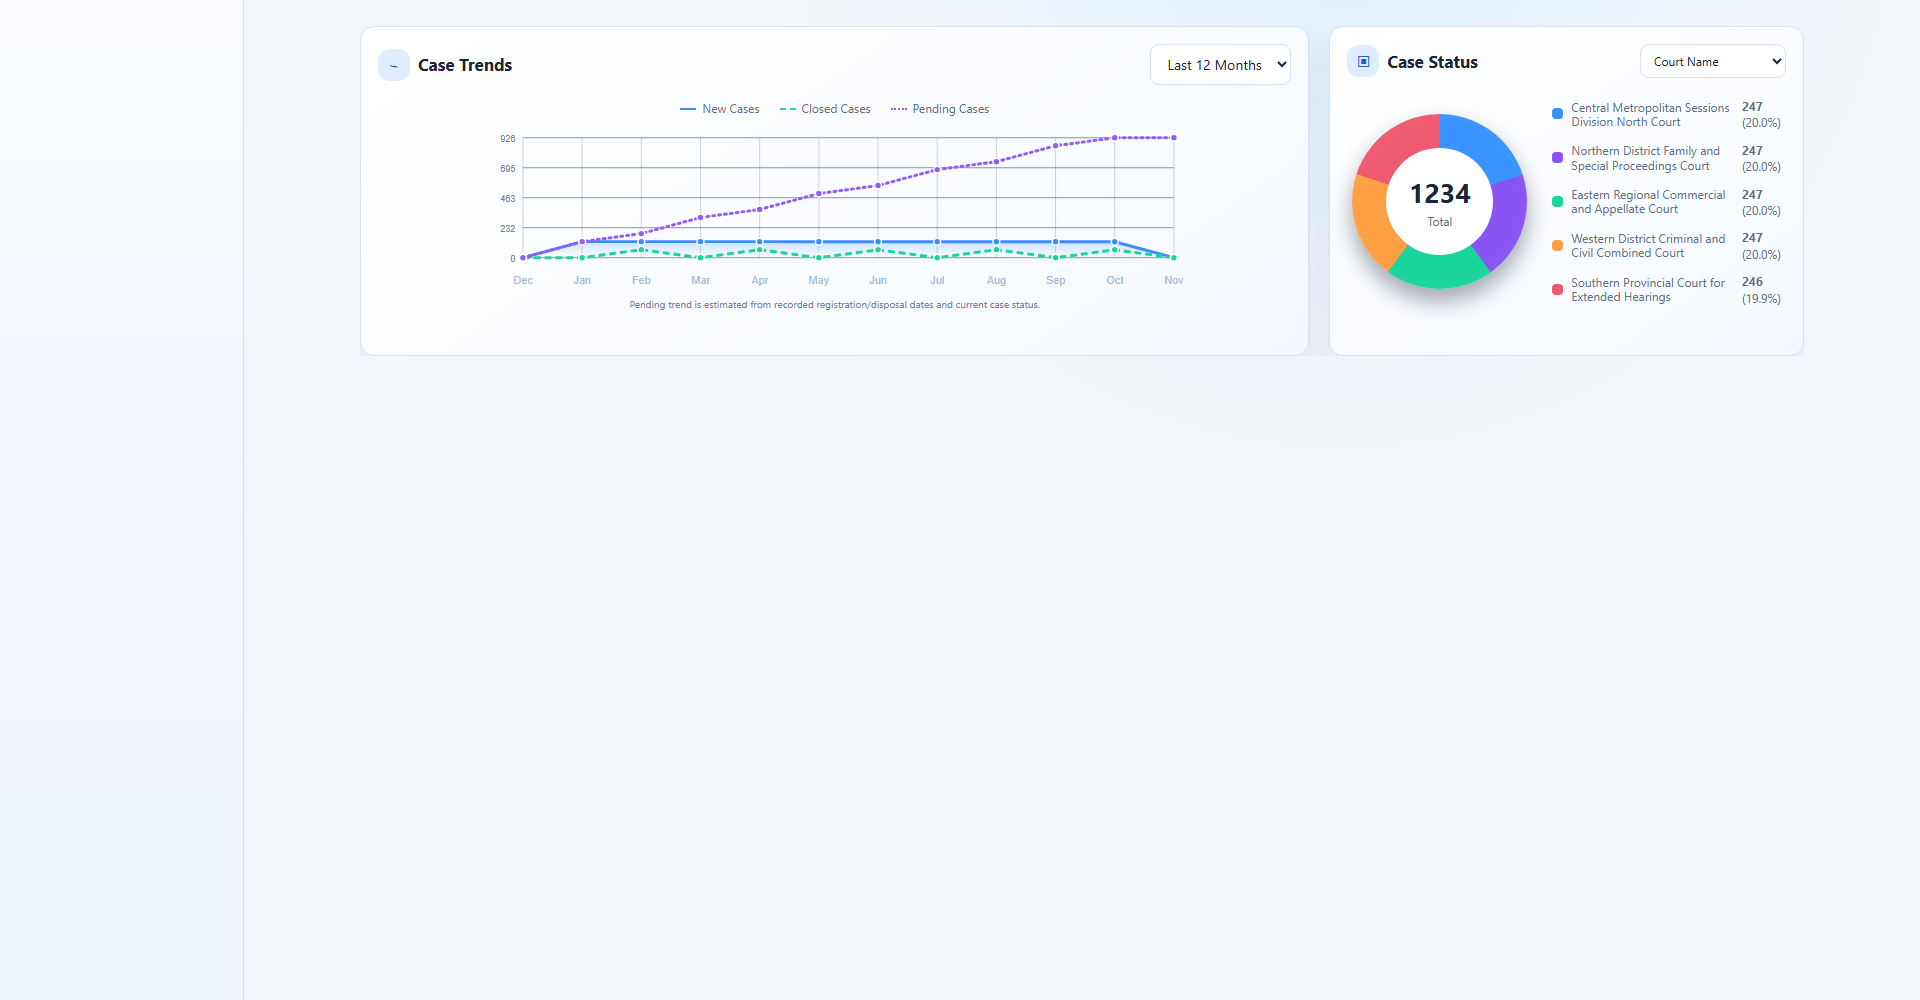 Case Trends
Last 12 Months
New Cases
Closed Cases
Pending Cases
928
695
463
232
0
Dec
Jan
Feb
Mar
Apr
May
Jun
Jul
Aug
Sep
Oct
Nov
Pending trend is estimated from recorded registration/disposal dates and current case status.
Case Status
Court Name
1234
Total
Central Metropolitan Sessions
Division North Court
247
(20.0%)
Northern District Family and
Special Proceedings Court
247
(20.0%)
Eastern Regional Commercial
and Appellate Court
247
(20.0%)
Western District Criminal and
Civil Combined Court
247
(20.0%)
Southern Provincial Court for
Extended Hearings
246
(19.9%)